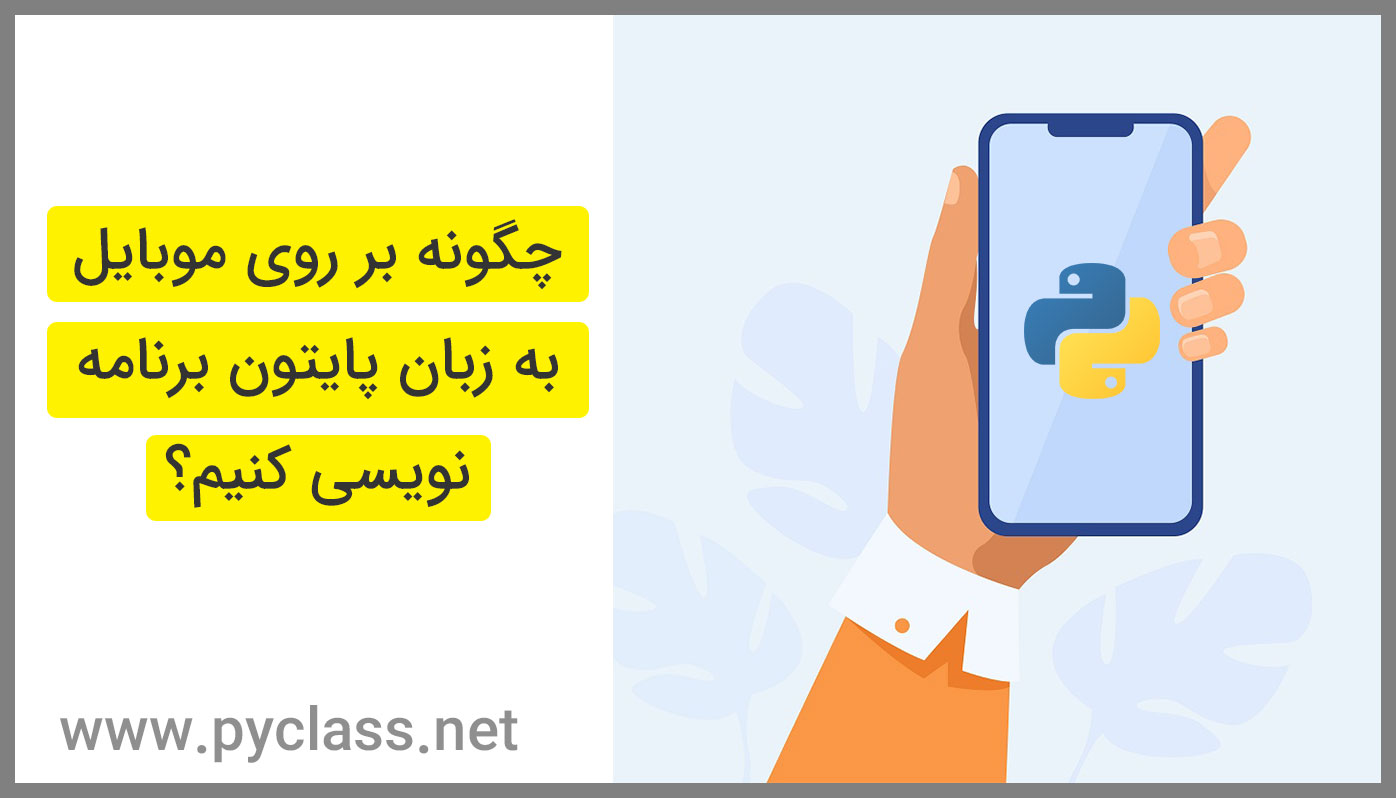 چگونه بر روی موبایل
به زبان پایتون برنامه
نویسی کنیم؟
www.pyclass.net